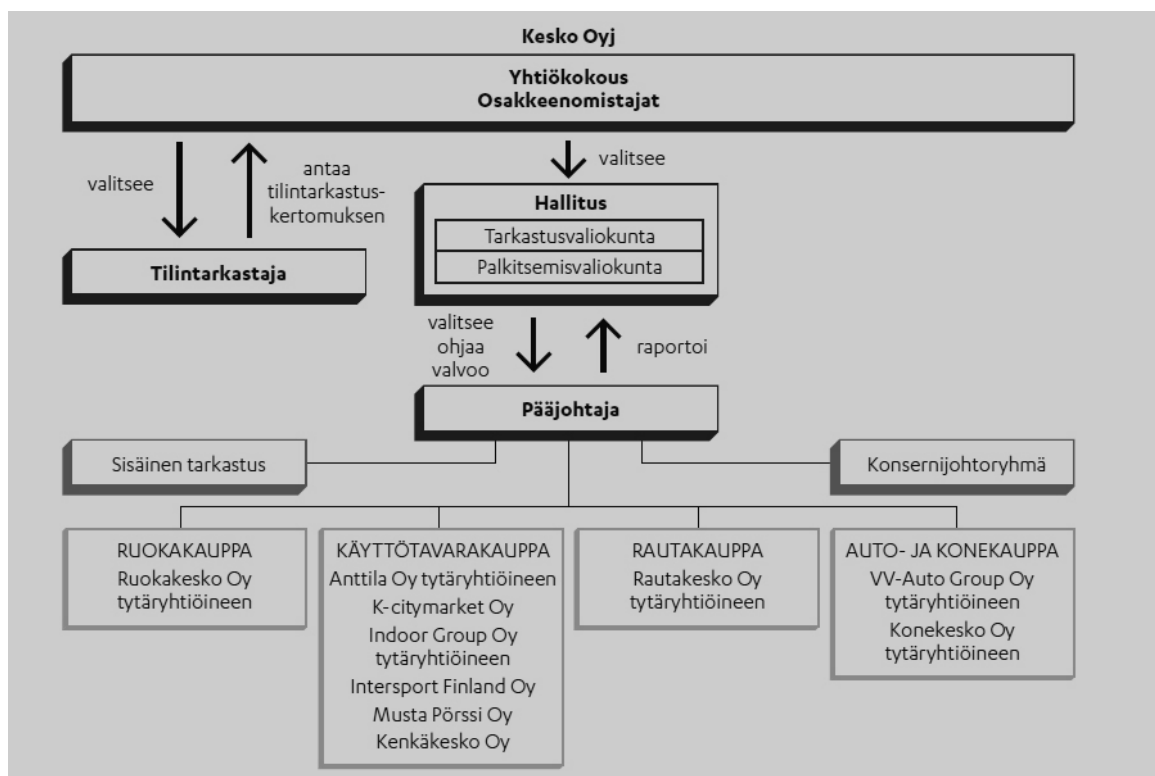 Kesko Oyj
Yhtiökokous
Osakkeenomistajat
valitsee
antaa
tilintarkastus-
kertomuksen
valitsee
Tilintarkastaja
Hallitus
Tarkastusvaliokunta
Palkitsemisvaliokunta
valitsee
ohjaa
valvoo
raportoi
Pääjohtaja
Sisäinen tarkastus
Konsernijohtoryhmä
RUOKAKAUPPA
Ruokakesko Oy
tytäryhtiöineen
KÄYTTÖTAVARAKAUPPA
Anttila Oy tytäryhtiöineen
K-citymarket Oy
Indoor Group Oy
tytäryhtiöineen
Intersport Finland Oy
Musta Pörssi Oy
Kenkäkesko Oy
RAUTAKAUPPA
Rautakesko Oy
tytäryhtiöineen
AUTO- JA KONEKAUPPA
VV-Auto Group Oy
tytäryhtiöineen
Konekesko Oy
tytäryhtiöineen